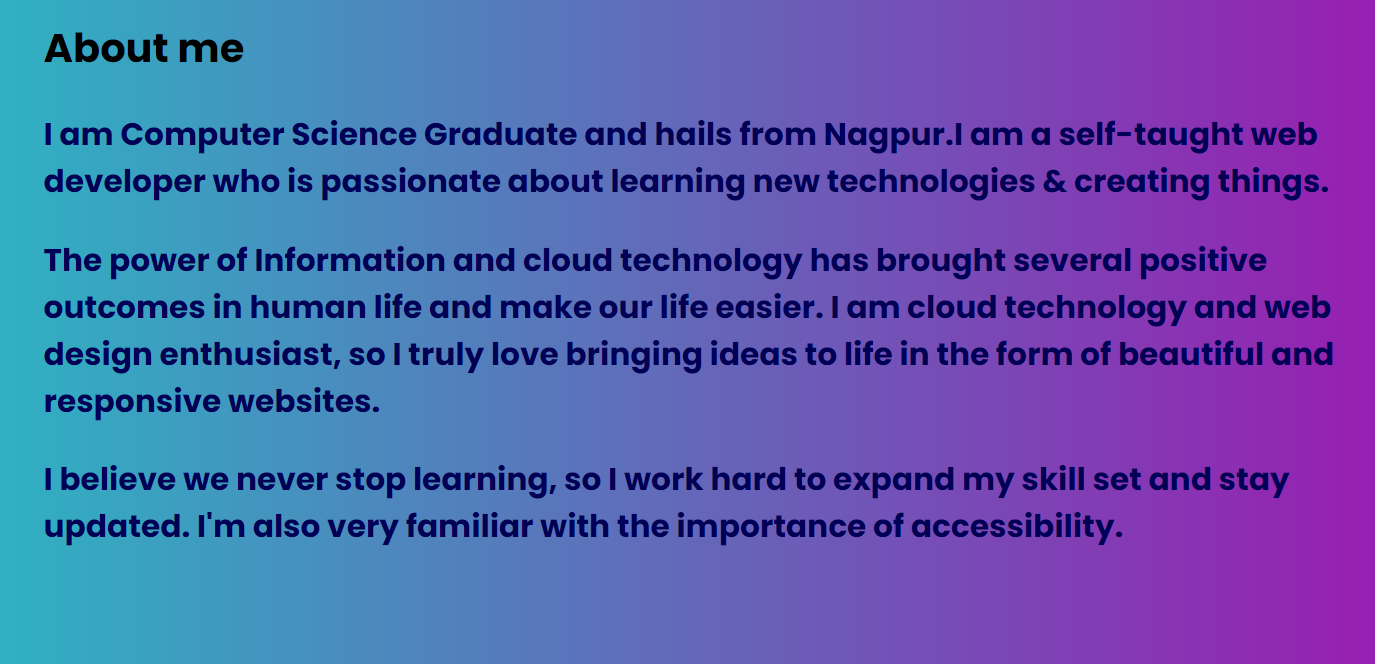 About me
I am Computer Science Graduate and hails from Nagpur.I am a self-taught web
developer who is passionate about learning new technologies & creating things.
The power of Information and cloud technology has brought several positive
outcomes in human life and make our life easier. I am cloud technology and web
design enthusiast, so I truly love bringing ideas to life in the form of beautiful and
responsive websites.
I believe we never stop learning, so I work hard to expand my skill set and stay
updated. I'm also very familiar with the importance of accessibility.